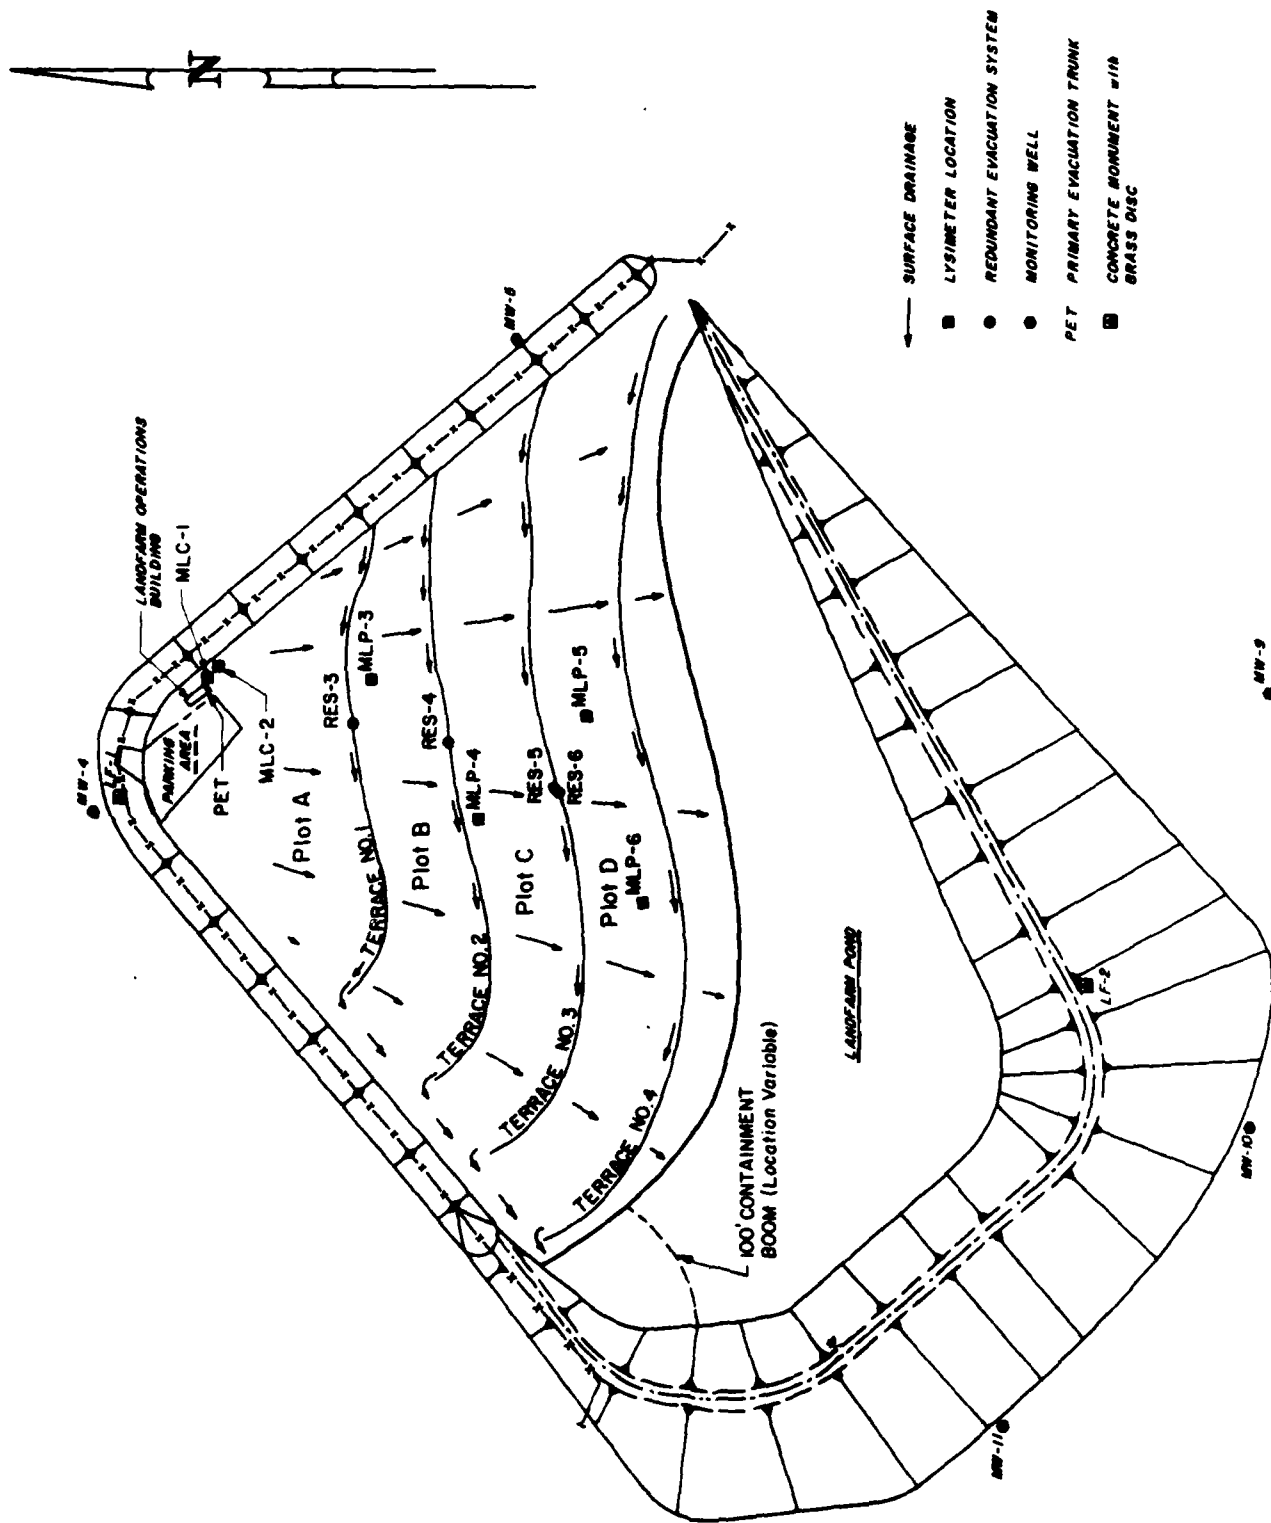 N
SURFACE DRAINAGE
LYSIMETER LOCATION
REDUNDANT EVACUATION SYSTEM
MONITORING WELL
PET PRIMARY EVACUATION TRUNK
CONCRETE MONUMENT with
BRASS DISC
MW-6
LANDFARM OPERATIONS
BUILDING
MLC-1
MLC-2
PET
PARKING
AREA
LF-1
MW-4
Plot A
RES-3
MLP-3
TERRACE NO.1
Plot B
RES-4
MLP-4
TERRACE NO.2
Plot C
RES-5
RES-6
MLP-5
TERRACE NO.3
Plot D
MLP-6
TERRACE NO.4
100' CONTAINMENT
BOOM (Location Variable)
LANDFARM POND
LF-2
MW-9
MW-10
MW-11